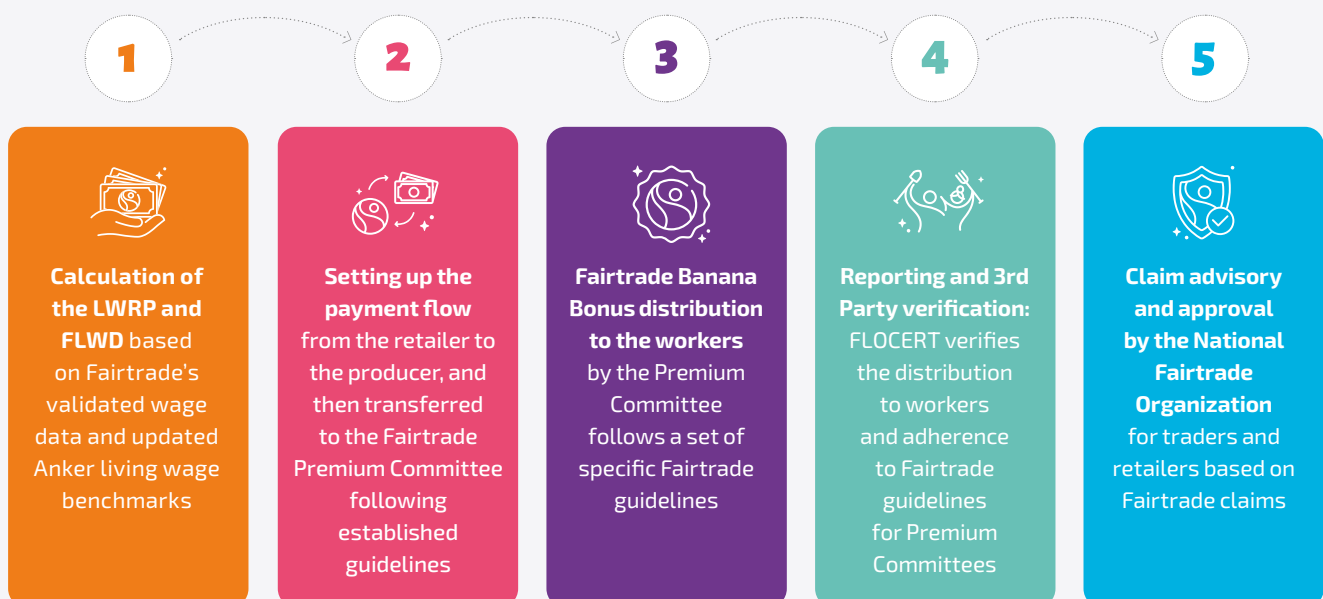 1
2
3
4
5
Calculation of
the LWRP and
FLWD based
on Fairtrade's
validated wage
data and updated
Anker living wage
benchmarks
Setting up the
payment flow
from the retailer to
the producer, and
then transferred
to the Fairtrade
Premium Committee
following
established
guidelines
Fairtrade Banana
Bonus distribution
to the workers
by the Premium
Committee
follows a set of
specific Fairtrade
guidelines
Reporting and 3rd
Party verification:
FLOCERT verifies
the distribution
to workers
and adherence
to Fairtrade
guidelines
for Premium
Committees
Claim advisory
and approval
by the National
Fairtrade
Organization
for traders and
retailers based on
Fairtrade claims